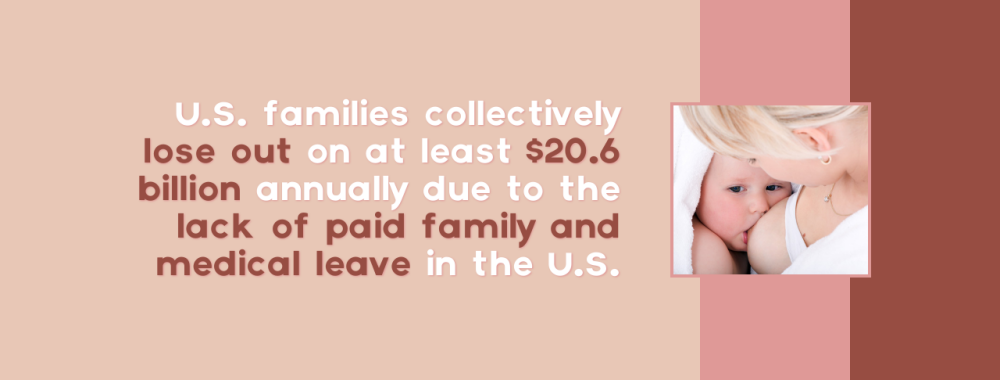 U.S. families collectively
lose out on at least $20.6
billion annually due to the
lack of paid family and
medical leave in the U.S.